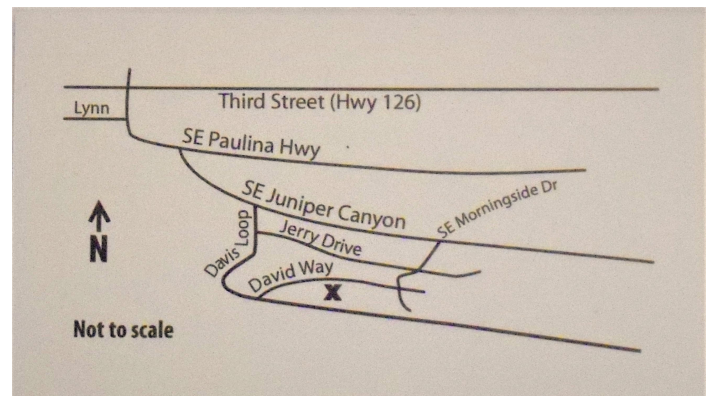 Lynn
Third Street (Hwy 126)
SE Paulina Hwy
SE Juniper Canyon
SE Morningside Dr
Davis Loop
Jerry Drive
David Way
X
N
Not to scale